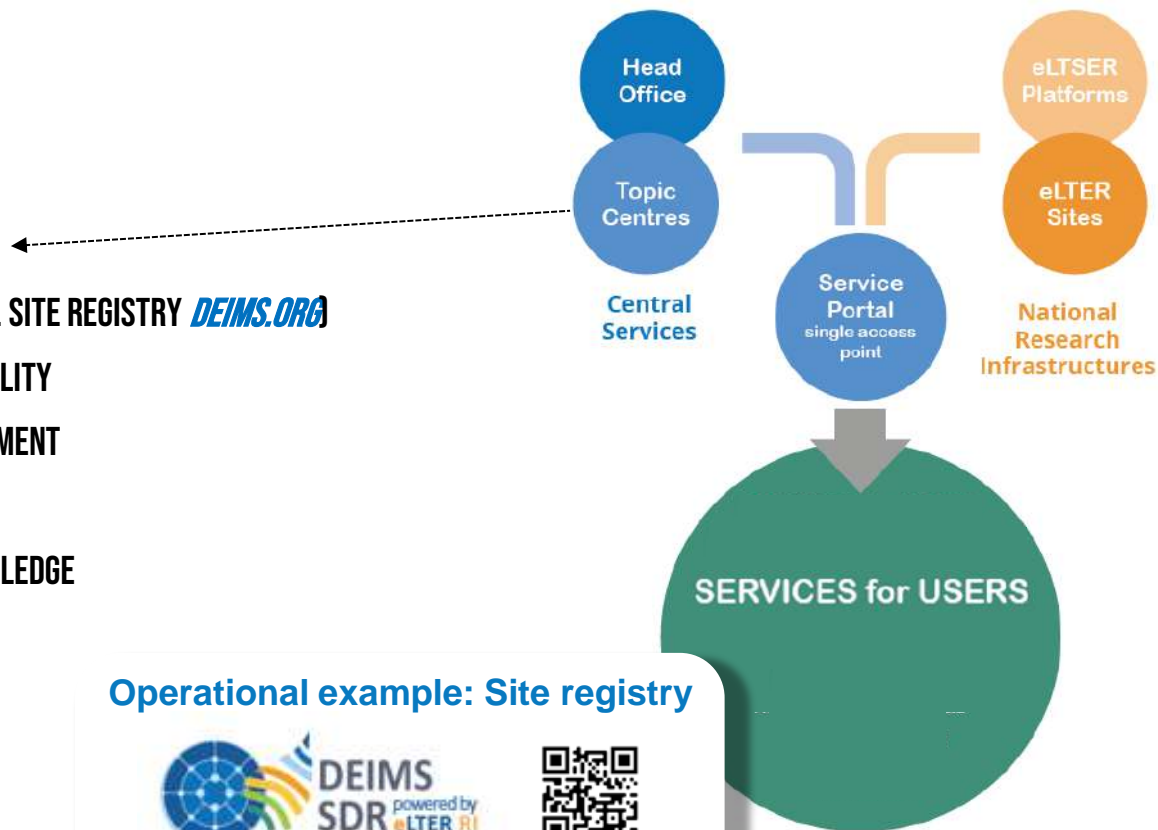 Head
Office
eLTSER
Platforms
Topic
Centres
eLTER
Sites
SITE REGISTRY DEIMS.ORG)
LITY
MENT
LEDGE
Central
Services
Service
Portal
single access
point
National
Research
Infrastructures
SERVICES for USERS
Operational example: Site registry
DEIMS
SDR powered by
eLTER RI